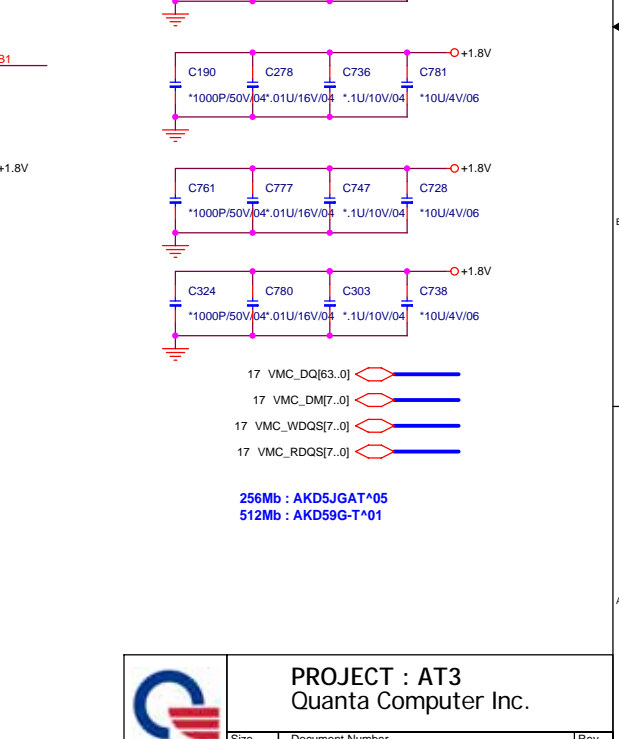 +1.8V
B1
C190 C278 C736 C781
*1000P/50V/04 *.01U/16V/04 *.1U/10V/04 *10U/4V/06
+1.8V
+1.8V
C761 C777 C747 C728
*1000P/50V/04 *.01U/16V/04 *.1U/10V/04 *10U/4V/06
+1.8V
C324 C780 C303 C738
*1000P/50V/04 *.01U/16V/04 *.1U/10V/04 *10U/4V/06
17 VMC_DQ[63..0]
17 VMC_DM[7..0]
17 VMC_WDQS[7..0]
17 VMC_RDQS[7..0]
256Mb : AKD5JGAT^05
512Mb : AKD59G-T^01
A
PROJECT : AT3
Quanta Computer Inc.
Size Document Number Rev